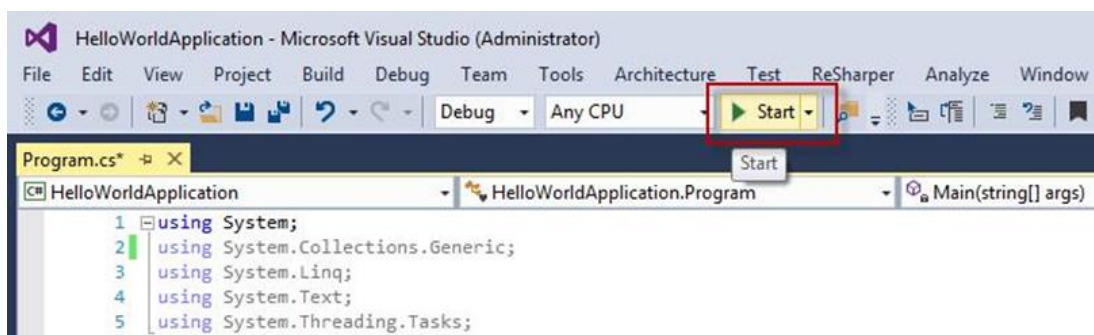 HelloWorldApplication - Microsoft Visual Studio (Administrator)
File Edit View Project Build Debug Team Tools Architecture Test ReSharper Analyze Window
Debug Any CPU Start
Program.cs* Start
C# HelloWorldApplication HelloWorldApplication.Program Main(string[] args)
1 using System;
2 using System.Collections.Generic;
3 using System.Linq;
4 using System.Text;
5 using System.Threading.Tasks;